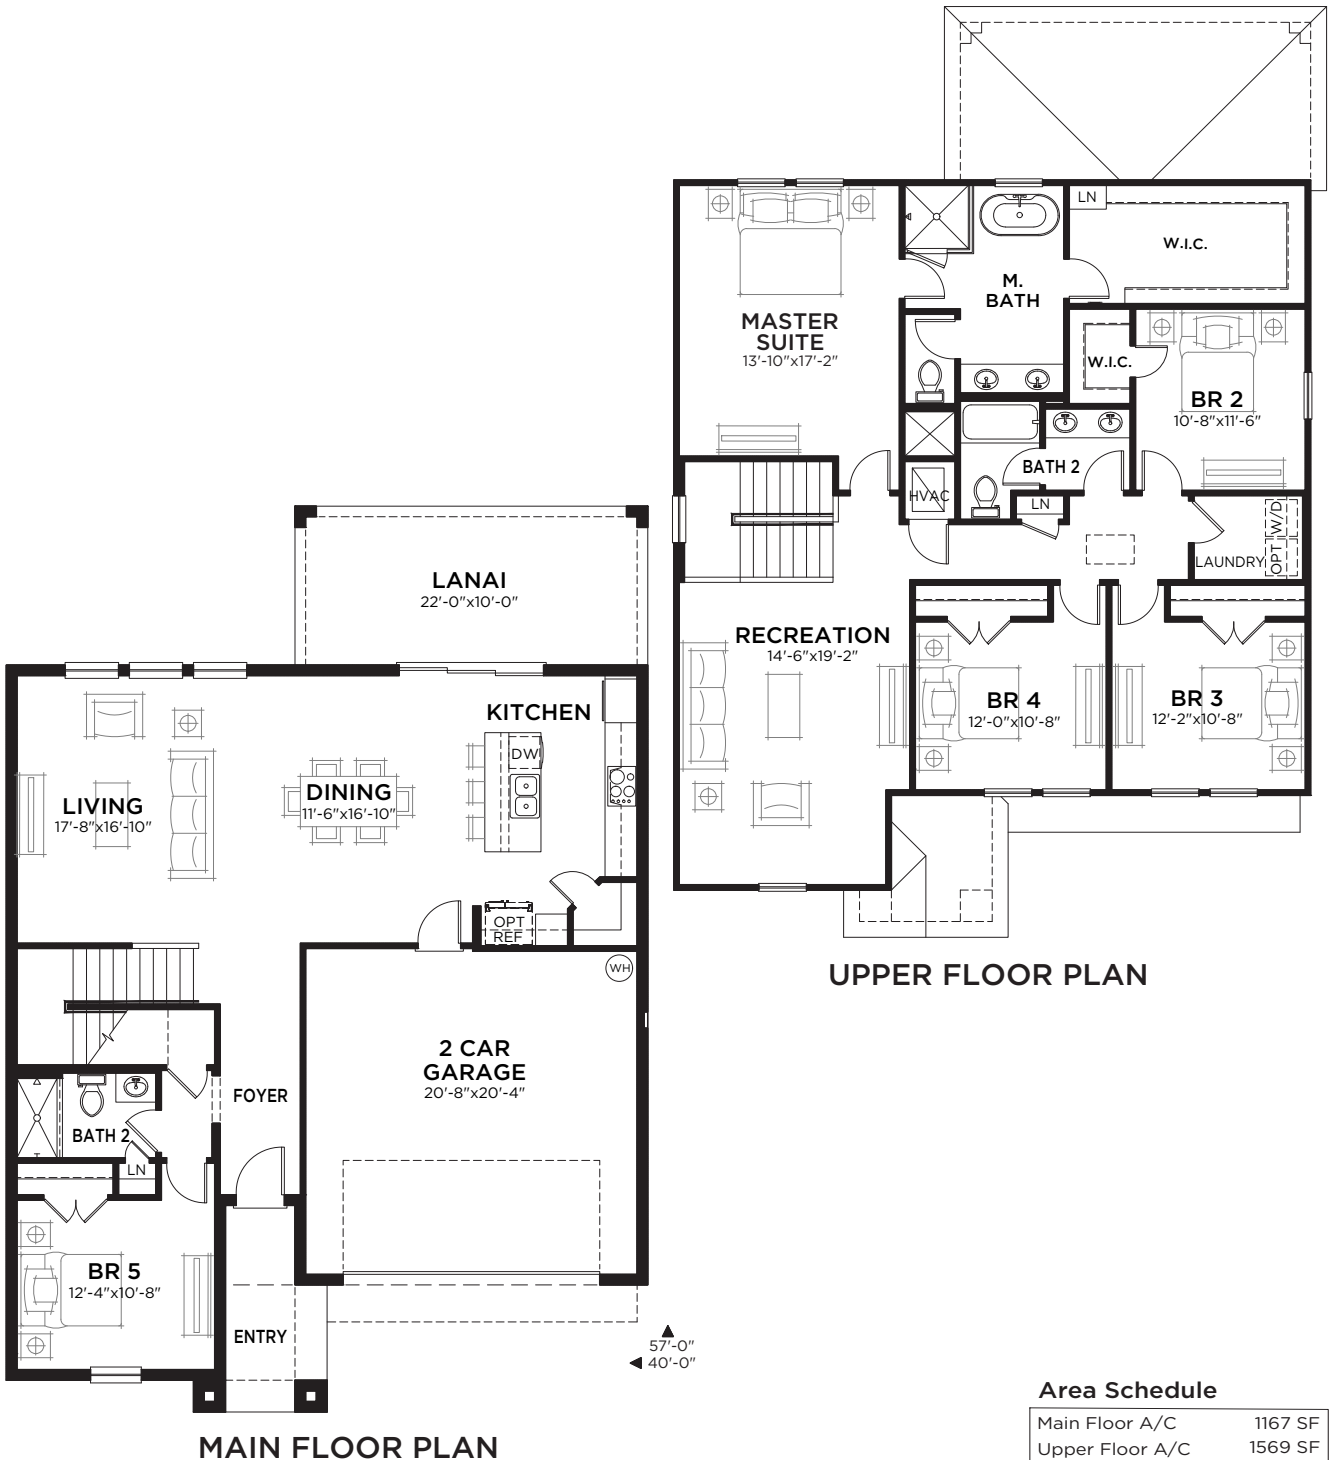 LN
W.I.C.
M.
BATH
MASTER
SUITE
13'-10"x17'-2"
W.I.C.
BR 2
10'-8"x11'-6"
BATH 2
HVAC
LN
OPT W/D
LAUNDRY
RECREATION
14'-6"x19'-2"
BR 4
12'-0"x10'-8"
BR 3
12'-2"x10'-8"
UPPER FLOOR PLAN
LANAI
22'-0"x10'-0"
KITCHEN
DW
LIVING
17'-8"x16'-10"
DINING
11'-6"x16'-10"
OPT
REF
WH
2 CAR
GARAGE
20'-8"x20'-4"
FOYER
BATH 2
LN
BR 5
12'-4"x10'-8"
ENTRY
57'-0"
40'-0"
MAIN FLOOR PLAN
Area Schedule
Main Floor A/C 1167 SF
Upper Floor A/C 1569 SF